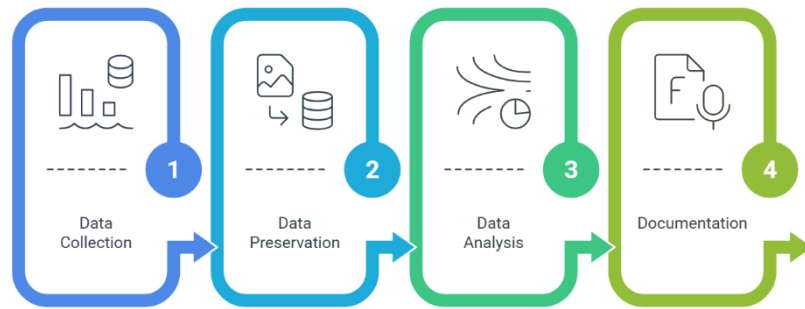 1
Data
Collection
2
Data
Preservation
3
Data
Analysis
F
4
Documentation